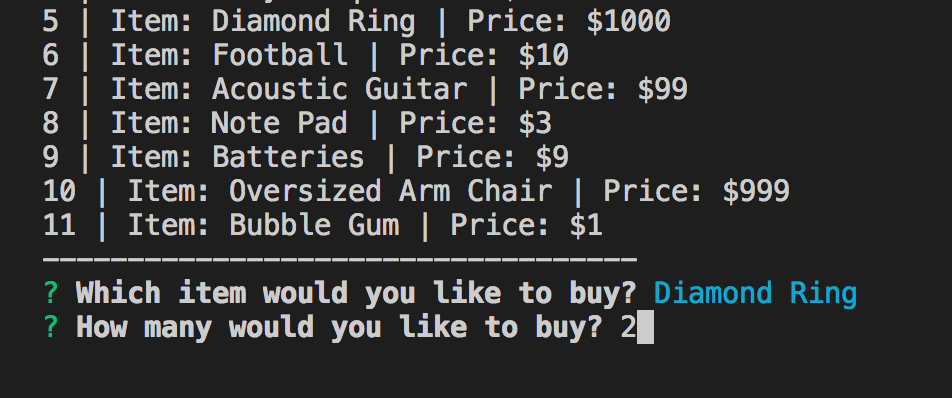 5 | Item: Diamond Ring | Price: $1000
6 | Item: Football | Price: $10
7 | Item: Acoustic Guitar | Price: $99
8 | Item: Note Pad | Price: $3
9 | Item: Batteries | Price: $9
10 | Item: Oversized Arm Chair | Price: $999
11 | Item: Bubble Gum | Price: $1
-----------------------------------
? Which item would you like to buy? Diamond Ring
? How many would you like to buy? 2